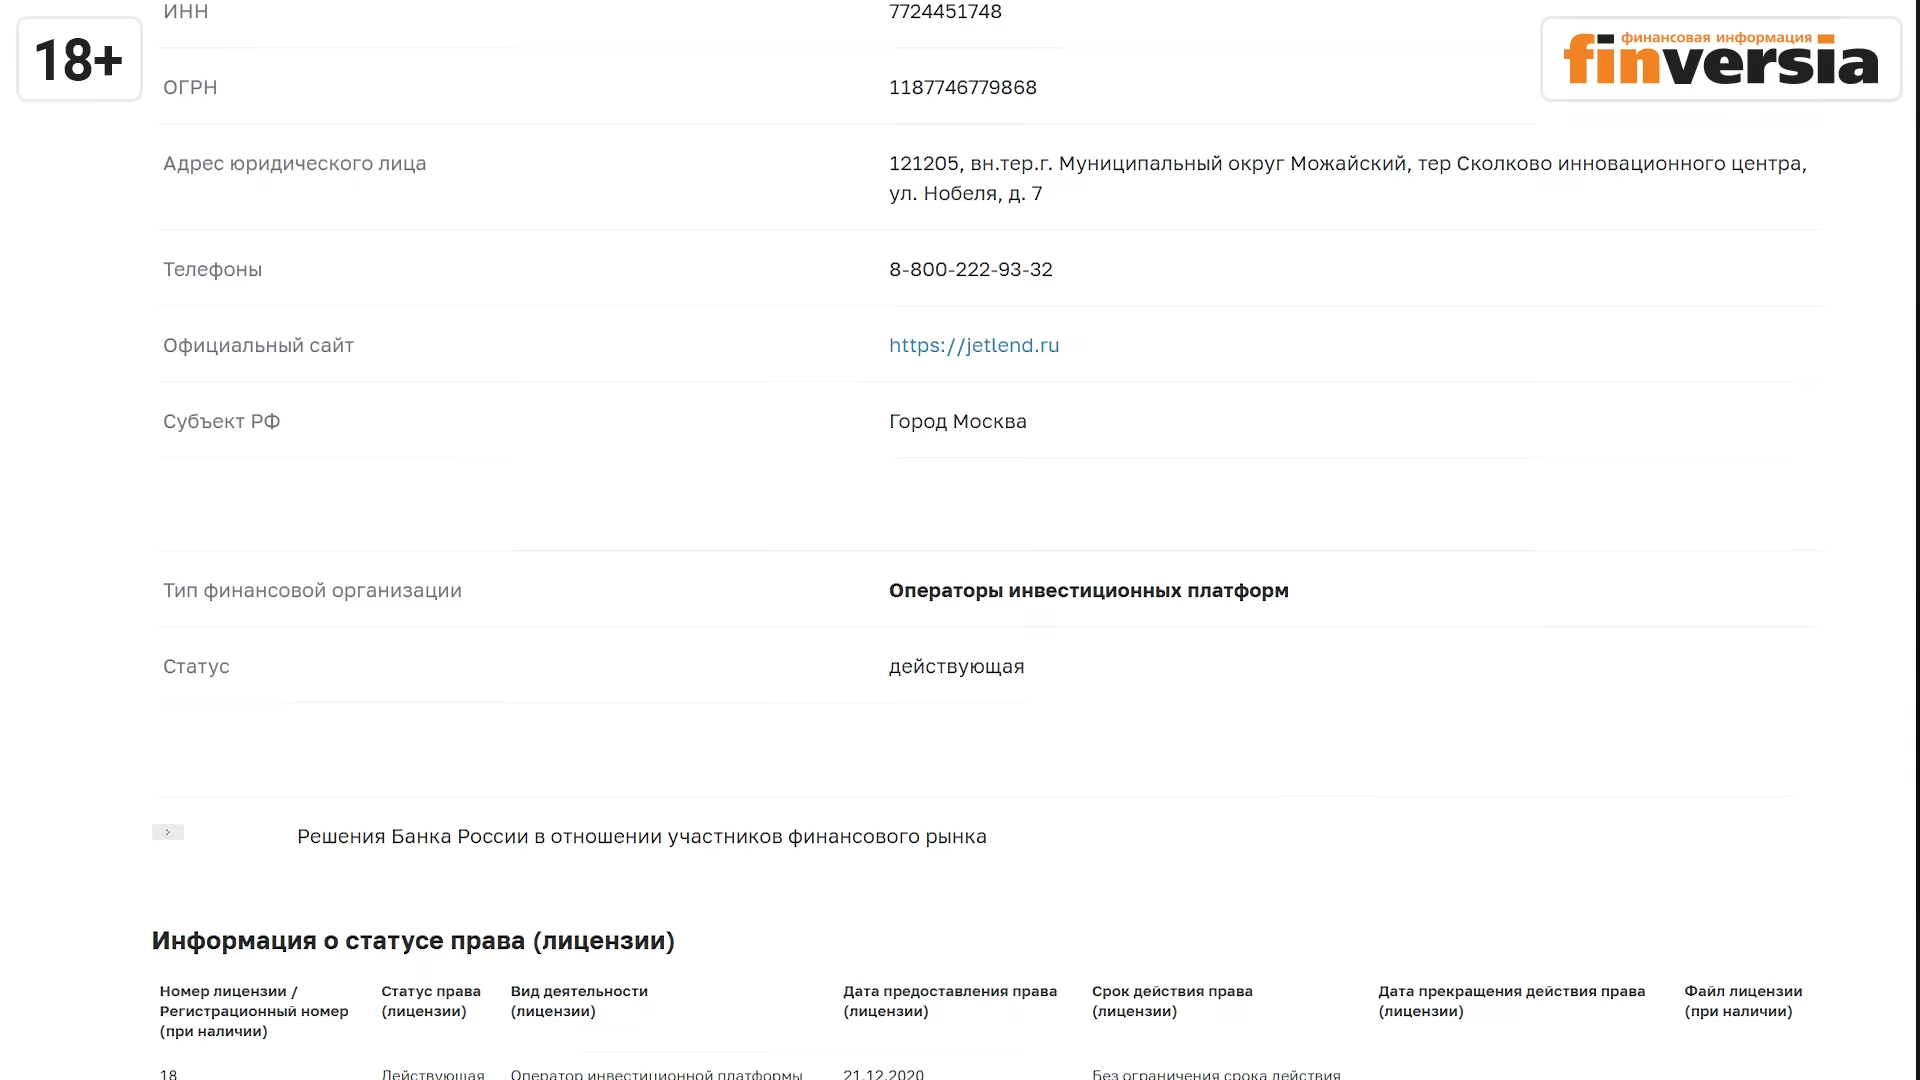 ИНН
7724451748
18+
финансовая информация
finversia
ОГРН
1187746779868
Адрес юридического лица
121205, вн.тер.г. Муниципальный округ Можайский, тер Сколково инновационного центра,
ул. Нобеля, д. 7
Телефоны
8-800-222-93-32
Официальный сайт
https://jetlend.ru
Субъект РФ
Город Москва
Тип финансовой организации
Операторы инвестиционных платформ
Статус
действующая
Решения Банка России в отношении участников финансового рынка
Информация о статусе права (лицензии)
Номер лицензии /
Регистрационный номер
(при наличии)
Статус права
(лицензии)
Вид деятельности
(лицензии)
Дата предоставления права
(лицензии)
Срок действия права
(лицензии)
Дата прекращения действия права
(лицензии)
Файл лицензии
(при наличии)
18
Действующая
Оператор инвестиционной платформы
21.12.2020
Без ограничения срока действия